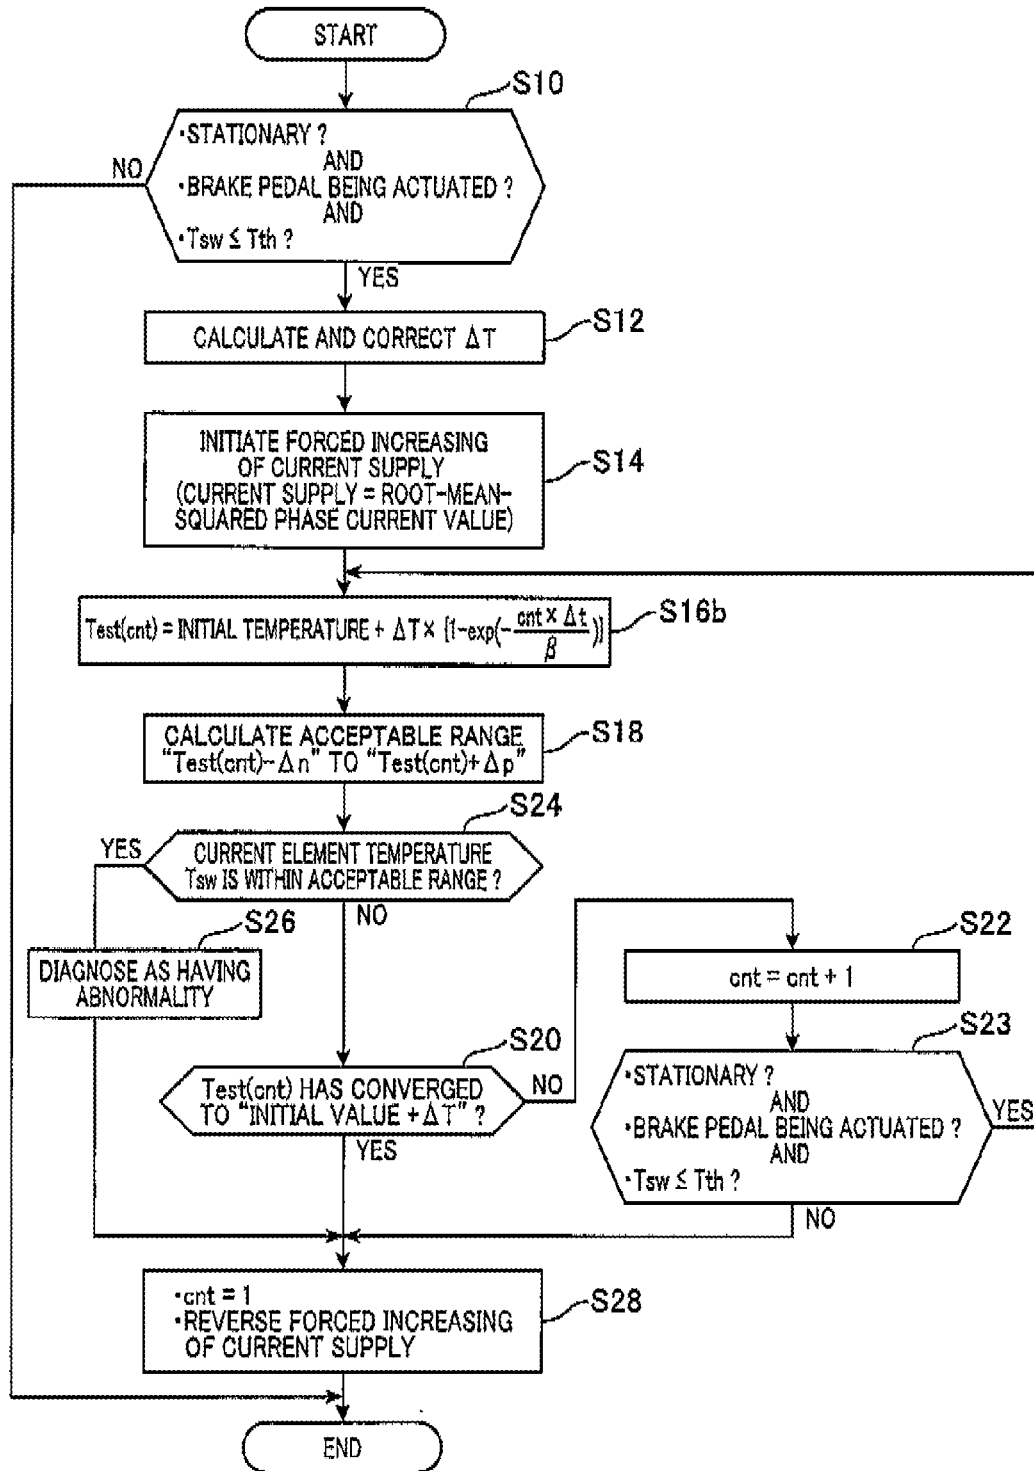 START
S10
・STATIONARY ?
AND
・BRAKE PEDAL BEING ACTUATED ?
AND
・Tsw ≤ Tth ?
NO
YES
CALCULATE AND CORRECT ΔT
S12
INITIATE FORCED INCREASING
OF CURRENT SUPPLY
(CURRENT SUPPLY = ROOT-MEAN-
SQUARED PHASE CURRENT VALUE)
S14
Test(cnt) = INITIAL TEMPERATURE + ΔT × {1-exp(-cnt × Δt/β)}
S16b
CALCULATE ACCEPTABLE RANGE
"Test(cnt)-Δn" TO "Test(cnt)+Δp"
S18
S24
CURRENT ELEMENT TEMPERATURE
Tsw IS WITHIN ACCEPTABLE RANGE ?
YES
NO
S26
DIAGNOSE AS HAVING
ABNORMALITY
S22
cnt = cnt + 1
S20
Test(cnt) HAS CONVERGED
TO "INITIAL VALUE +ΔT" ?
NO
YES
S23
・STATIONARY ?
AND
・BRAKE PEDAL BEING ACTUATED ?
AND
・Tsw ≤ Tth ?
YES
NO
・cnt = 1
・REVERSE FORCED INCREASING
OF CURRENT SUPPLY
S28
END